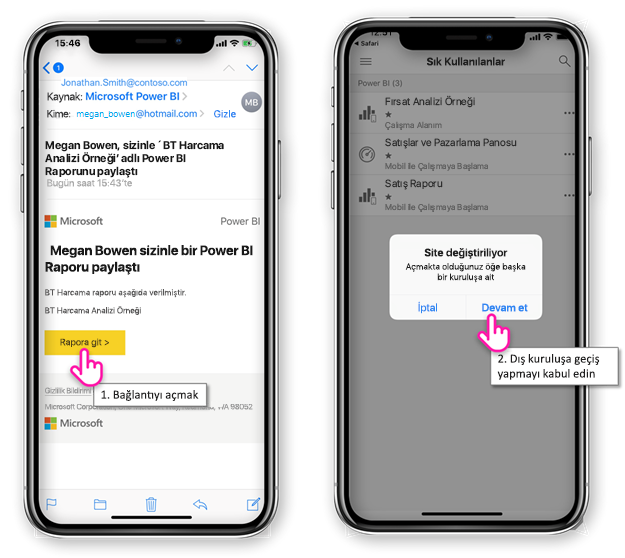 15:46
1
Jonathan.Smith@contoso.com
Kaynak: Microsoft Power BI >
MB
Kime: megan_bowen@hotmail.com > Gizle
Megan Bowen, sizinle ´ BT Harcama
Analizi Örneği’ adlı Power BI
Raporunu paylaştı
Bugün saat 15:43’te
Microsoft Power BI
Megan Bowen sizinle bir Power BI
Raporu paylaştı
BT Harcama raporu aşağıda verilmiştir.
BT Harcama Analizi Örneği
Rapora git >
Gizlilik Bildirimi
1. Bağlantıyı açmak
Microsoft WA 98052
Microsoft
Safari
Sık Kullanılanlar
Power BI (3)
Fırsat Analizi Örneği
Çalışma Alanım
Satışlar ve Pazarlama Panosu
Mobil ile Çalışmaya Başlama
Satış Raporu
Mobil ile Çalışmaya Başlama
Site değiştiriliyor
Açmakta olduğunuz öğe başka
bir kuruluşa ait
İptal Devam et
2. Dış kuruluşa geçiş
yapmayı kabul edin